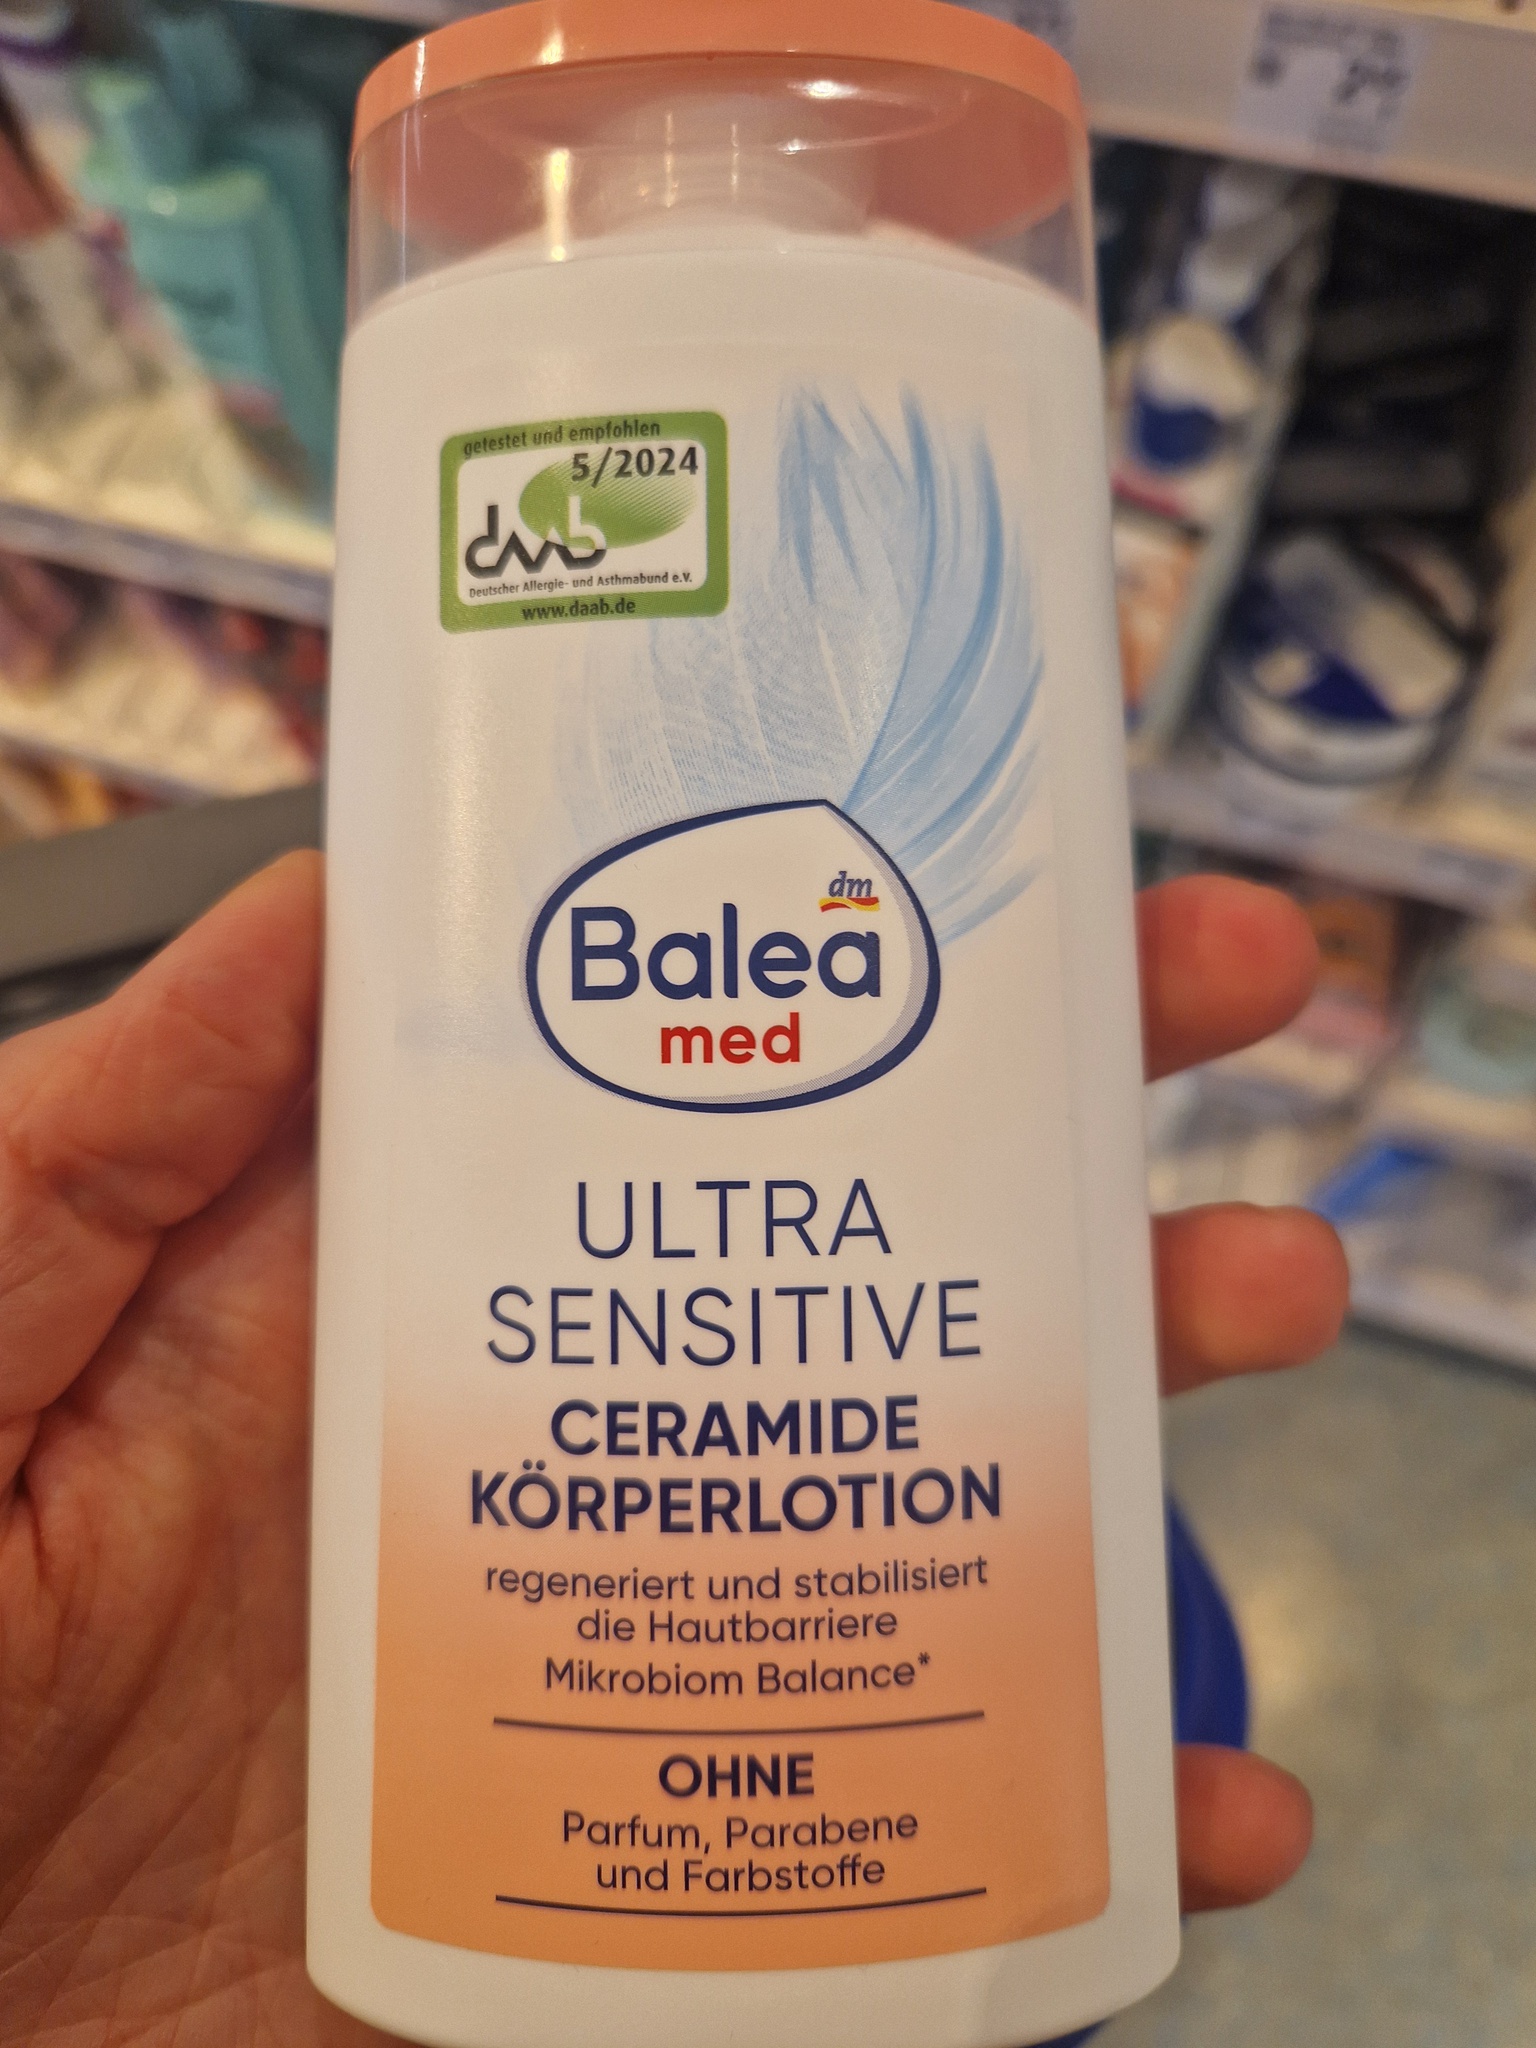 getestet und empfohlen
5/2024
daab
Deutscher Allergie- und Asthmabund e.V.
www.daab.de
dm
Balea
med
ULTRA
SENSITIVE
CERAMIDE
KÖRPERLOTION
regeneriert und stabilisiert
die Hautbarriere
Mikrobiom Balance*
OHNE
Parfum, Parabene
und Farbstoffe